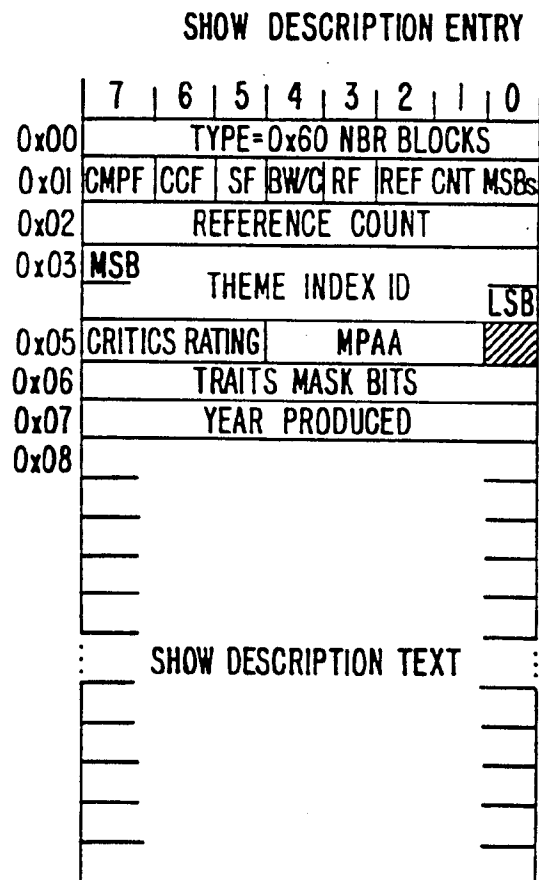 SHOW DESCRIPTION ENTRY
7 6 5 4 3 2 1 0
0x00 TYPE=0x60 NBR BLOCKS
0x01 CMPF CCF SF BW/C RF REF CNT MSBs
0x02 REFERENCE COUNT
0x03 MSB
THEME INDEX ID
LSB
0x05 CRITICS RATING MPAA
0x06 TRAITS MASK BITS
0x07 YEAR PRODUCED
0x08
SHOW DESCRIPTION TEXT